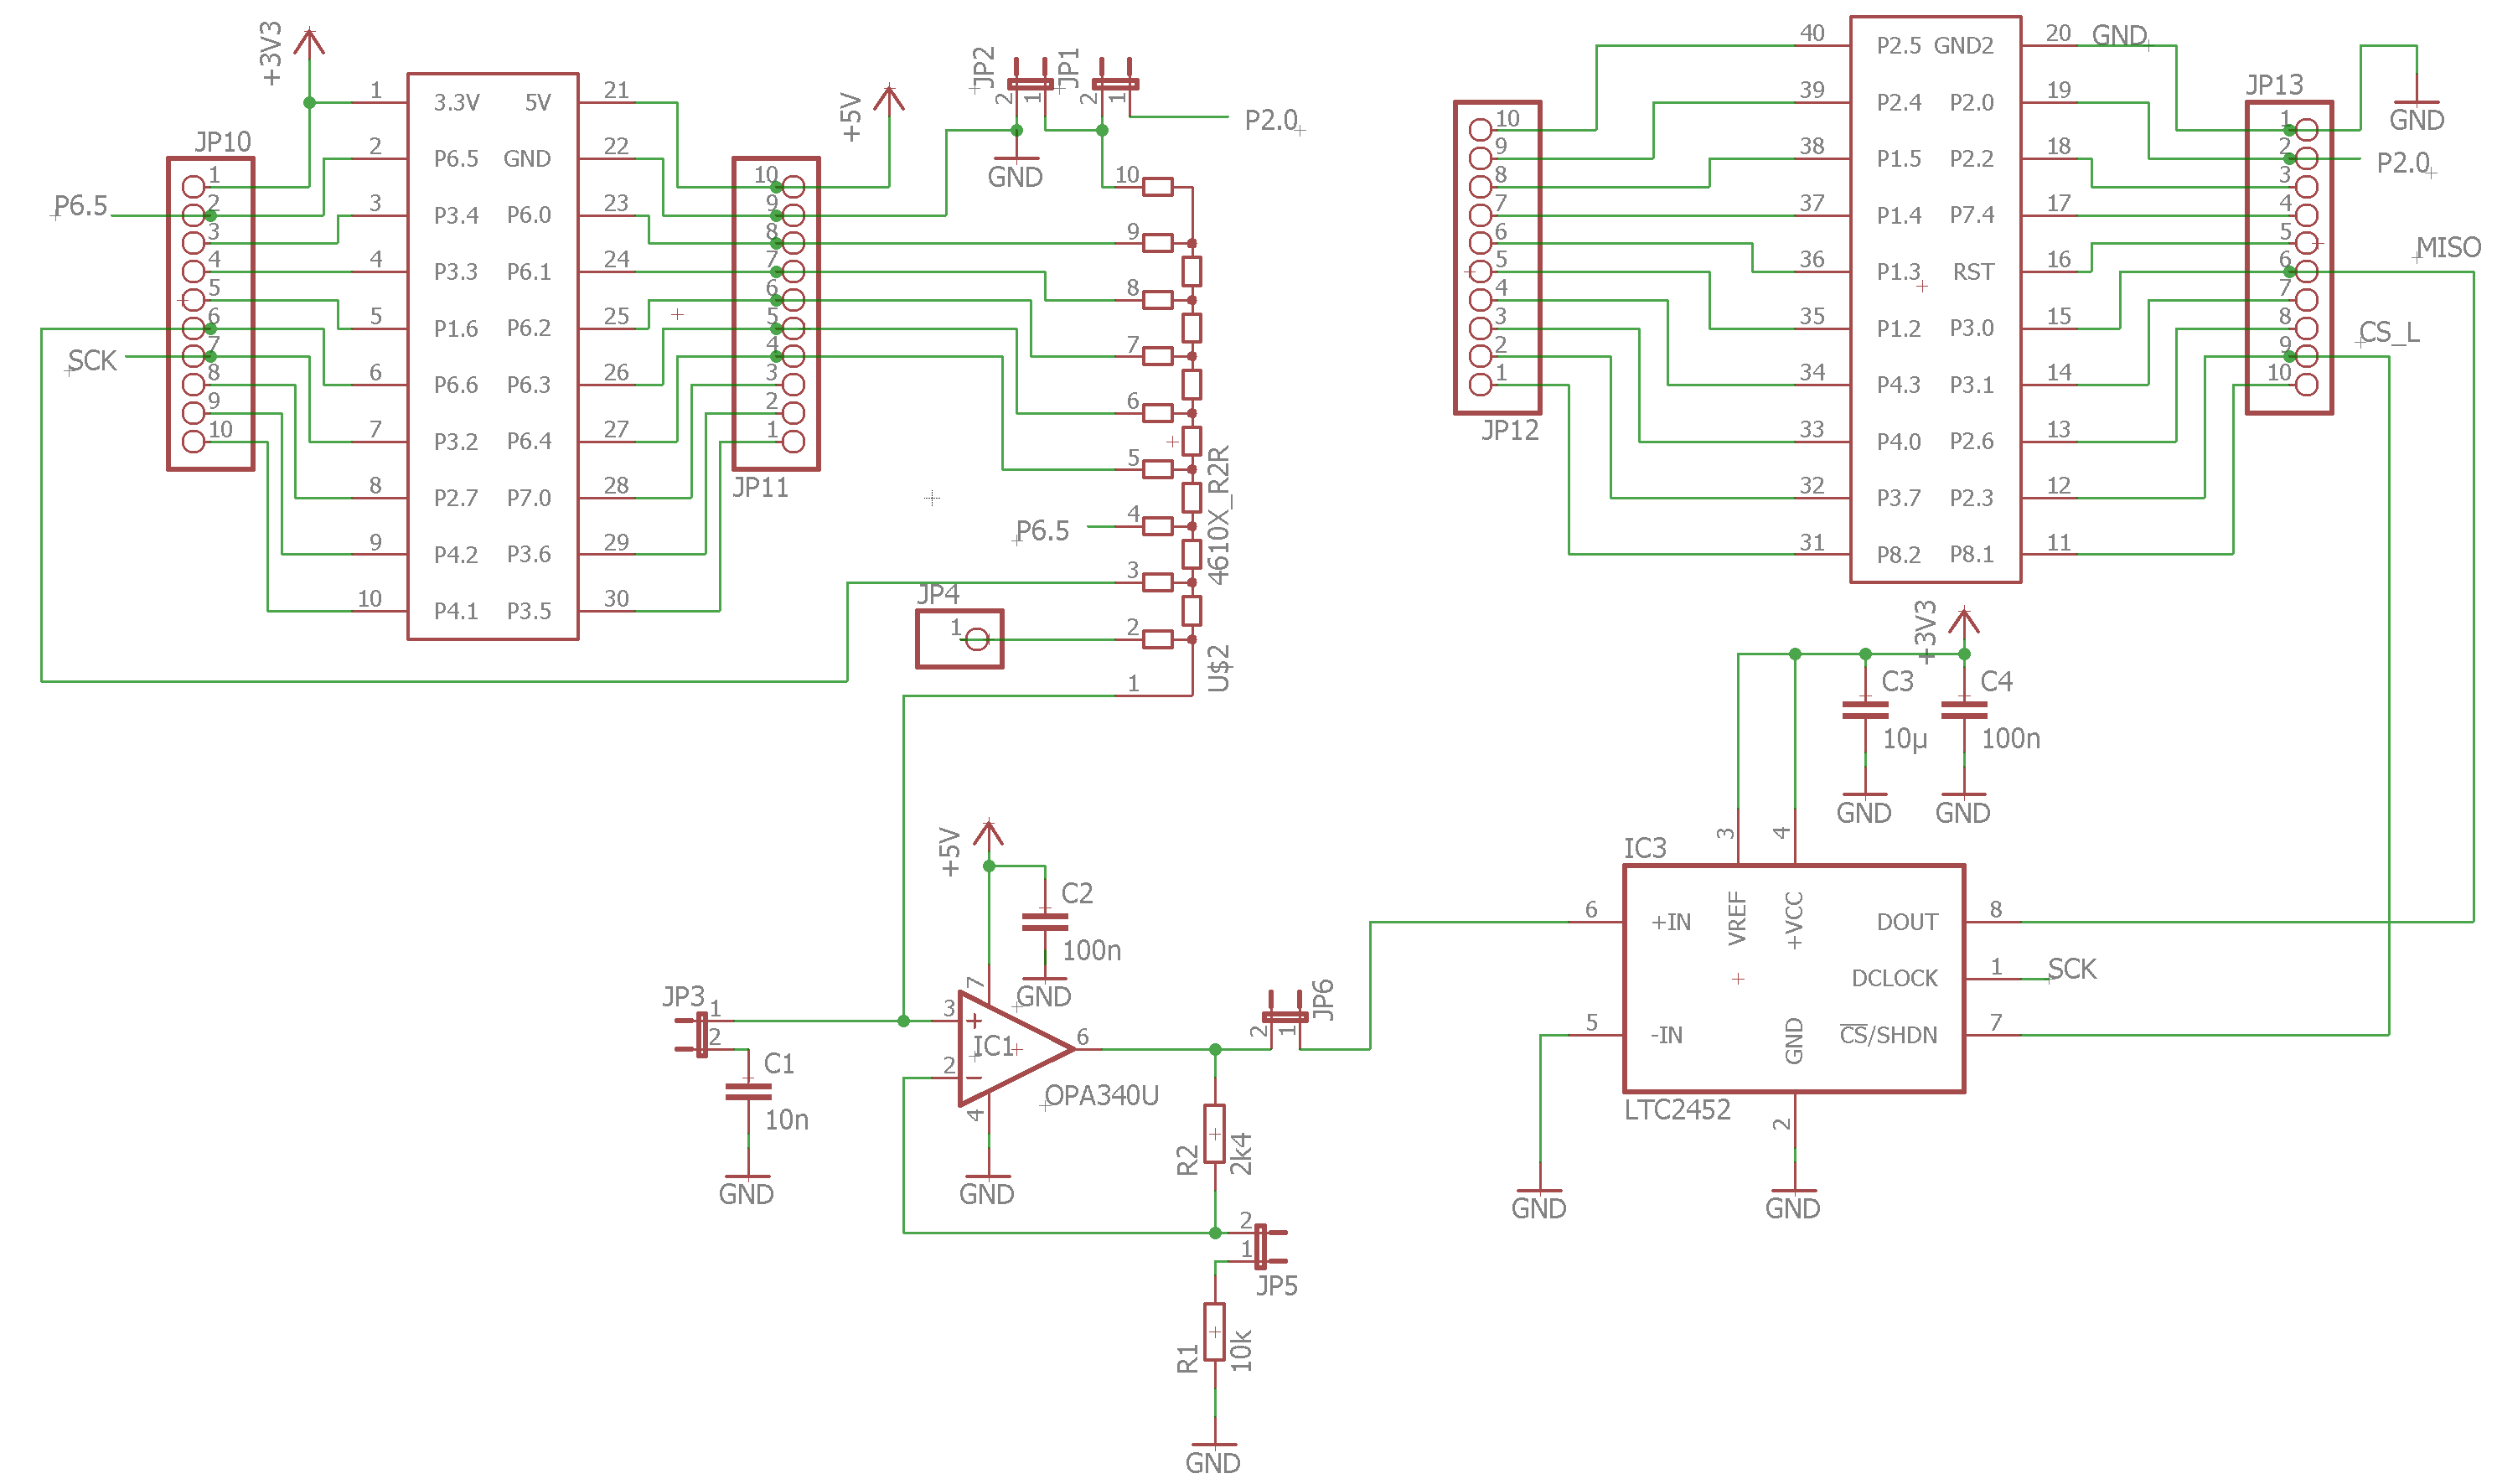 +3V3
JP10
1
2
3
4
5
6
7
8
9
10
P6.5
SCK
1 3.3V 5V 21
2 P6.5 GND 22
3 P3.4 P6.0 23
4 P3.3 P6.1 24
5 P1.6 P6.2 25
6 P6.6 P6.3 26
7 P3.2 P6.4 27
8 P2.7 P7.0 28
9 P4.2 P3.6 29
10 P4.1 P3.5 30
+5V
10
9
8
7
6
5
4
3
2
1
JP11
JP2
2 1
JP1
2 1
P2.0
GND
10
9
8
7
6
5
P6.5
4
3
2
1
4610X_R2R
U$2
JP4
1
10
9
8
7
6
5
4
3
2
1
JP12
40 P2.5 GND2 20 GND
39 P2.4 P2.0 19
38 P1.5 P2.2 18
37 P1.4 P7.4 17
36 P1.3 RST 16
35 P1.2 P3.0 15
34 P4.3 P3.1 14
33 P4.0 P2.6 13
32 P3.7 P2.3 12
31 P8.2 P8.1 11
JP13
1
2
3
4
5
6
7
8
9
10
GND
P2.0
MISO
CS_L
+5V
C2
100n
GND
JP3
1
2
C1
10n
GND
3
2
7
4
6
IC1
OPA340U
GND
JP6
2 1
R2
2k4
2
1
JP5
R1
10k
GND
+3V3
C3
10µ
GND
C4
100n
GND
IC3
3
4
6 +IN
VREF
+VCC
DOUT 8
DCLOCK 1 SCK
5 -IN
GND
CS/SHDN 7
LTC2452
2
GND
GND